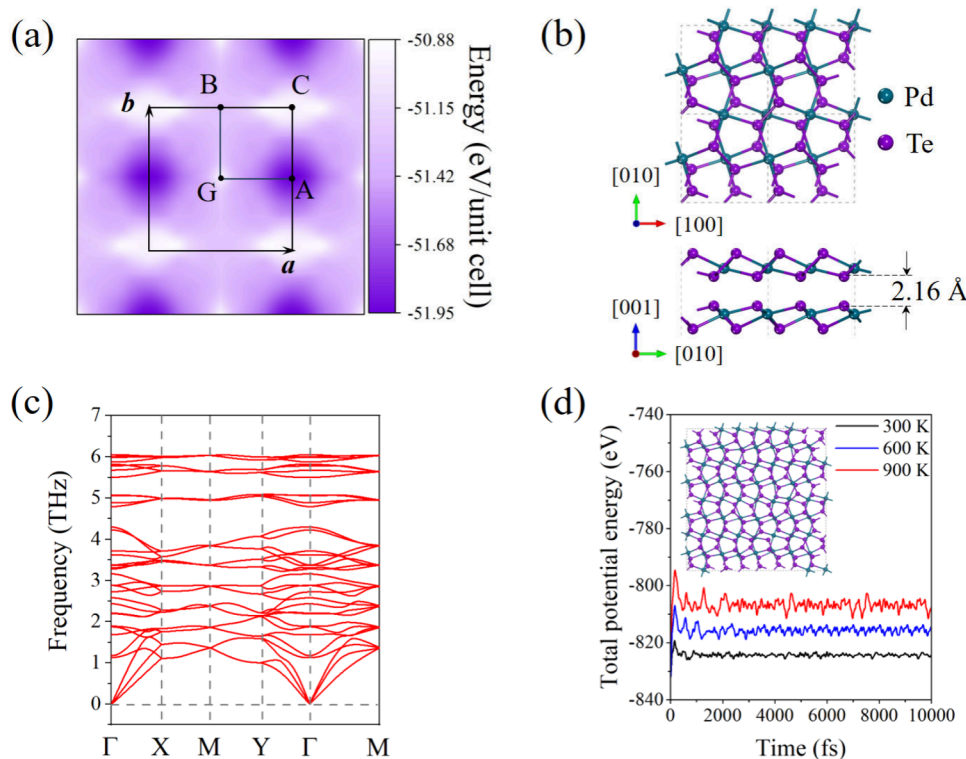 (a)
B
C
b
G
A
a
-50.88
-51.15
-51.42
-51.68
-51.95
Energy (eV/unit cell)
(b)
Pd
Te
[010]
[100]
2.16 Å
[001]
[010]
(c)
7
6
5
4
3
2
1
0
Frequency (THz)
Γ X M Y Γ M
(d)
-740
-760
-780
-800
-820
-840
Total potential energy (eV)
300 K
600 K
900 K
0 2000 4000 6000 8000 10000
Time (fs)